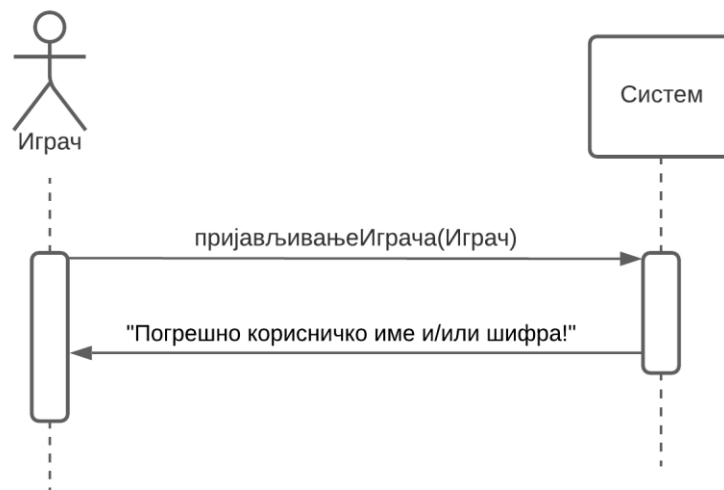 Играч
Систем
пријављивањеИграча(Играч)
"Погрешно корисничко име и/или шифра!"